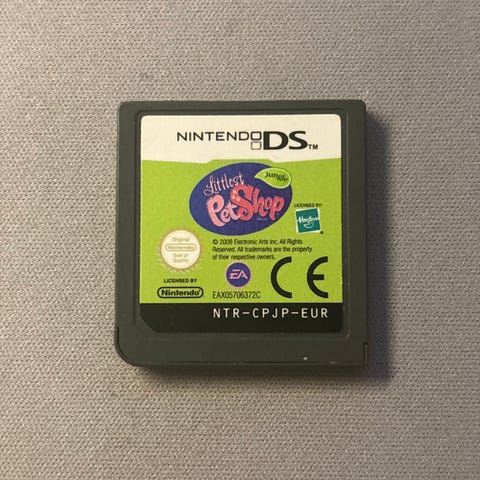 NINTENDO DS™
Littlest
PetShop
Jungle
LICENSED BY:
Hasbro
Original
Nintendo
Seal of
Quality
© 2008 Electronic Arts Inc. All Rights
Reserved. All trademarks are the property
of their respective owners.
LICENSED BY
Nintendo
EA
EAX05706372C
CE
NTR-CPJP-EUR